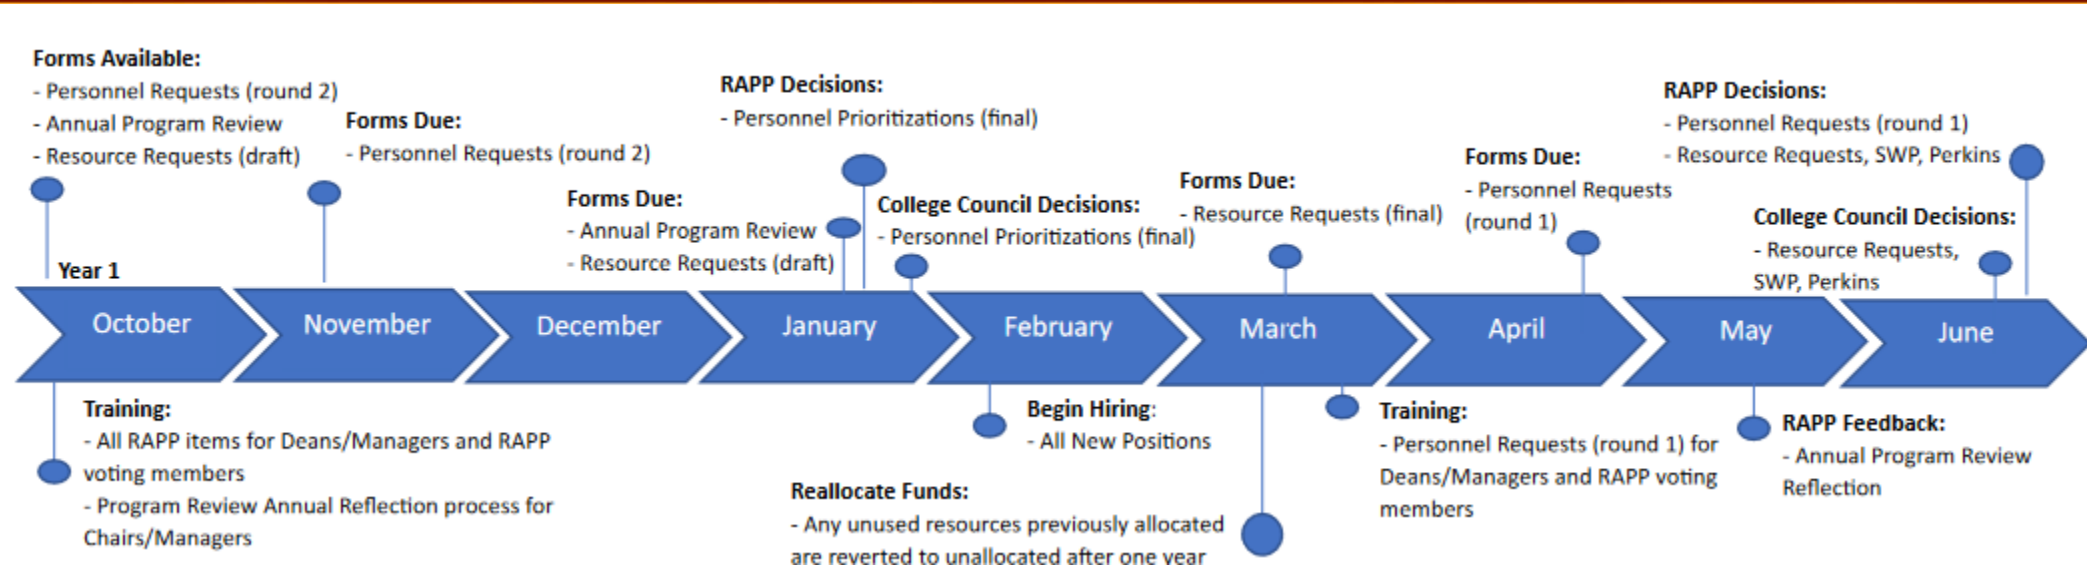 Forms Available:
- Personnel Requests (round 2)
- Annual Program Review
- Resource Requests (draft)
Forms Due:
- Personnel Requests (round 2)
Forms Due:
- Annual Program Review
- Resource Requests (draft)
RAPP Decisions:
- Personnel Prioritizations (final)
College Council Decisions:
- Personnel Prioritizations (final)
Forms Due:
- Resource Requests (final)
Forms Due:
- Personnel Requests
(round 1)
RAPP Decisions:
- Personnel Requests (round 1)
- Resource Requests, SWP, Perkins
College Council Decisions:
- Resource Requests,
SWP, Perkins
Year 1
October
November
December
January
February
March
April
May
June
Training:
- All RAPP items for Deans/Managers and RAPP
voting members
- Program Review Annual Reflection process for
Chairs/Managers
Begin Hiring:
- All New Positions
Reallocate Funds:
- Any unused resources previously allocated
are reverted to unallocated after one year
Training:
- Personnel Requests (round 1) for
Deans/Managers and RAPP voting
members
RAPP Feedback:
- Annual Program Review
Reflection